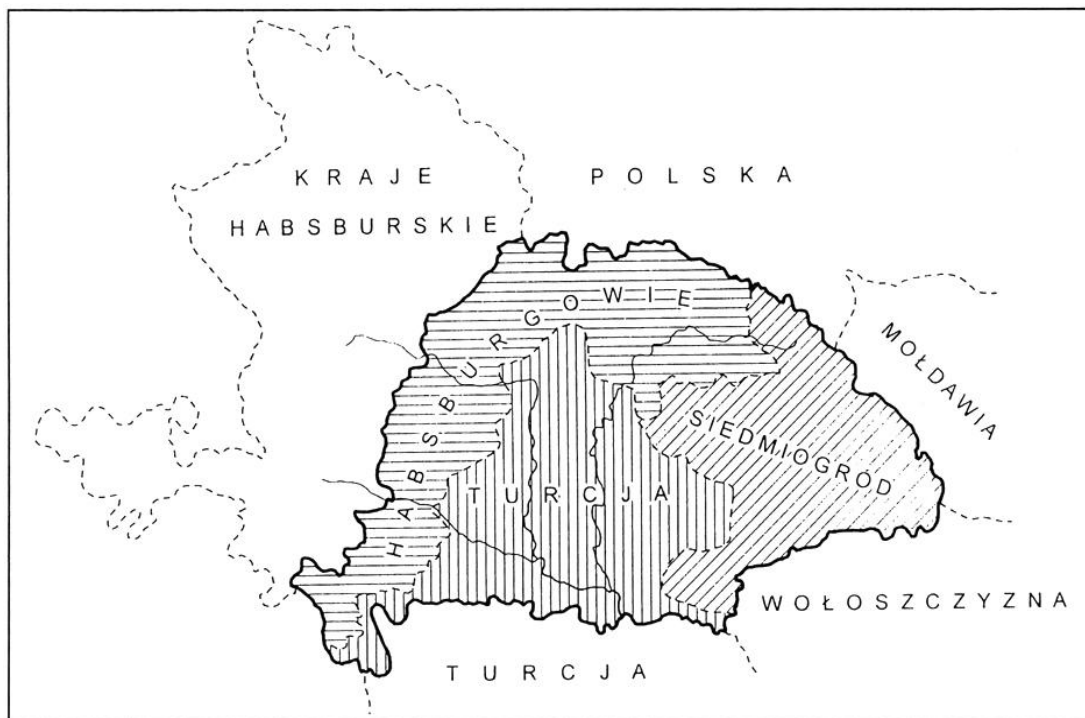 KRAJE
HABSBURSKIE
POLSKA
HABSBURGOWIE
MOŁDAWIA
SIEDMIOGRÓD
TURCJA
WOŁOSZCZYZNA
TURCJA